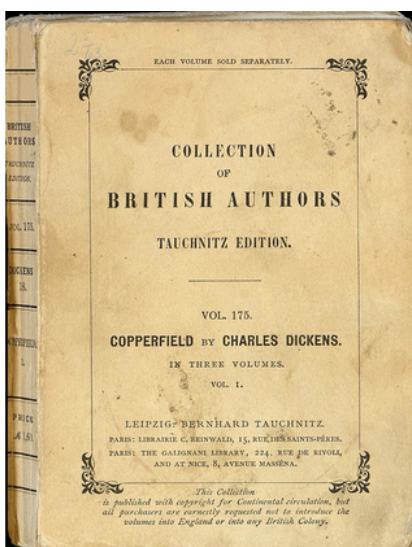 EACH VOLUME SOLD SEPARATELY.
COLLECTION
OF
BRITISH AUTHORS
TAUCHNITZ EDITION.
VOL. 175.
COPPERFIELD BY CHARLES DICKENS.
IN THREE VOLUMES.
VOL. I.
LEIPZIG: BERNHARD TAUCHNITZ.
PARIS: LIBRAIRIE C. REINWALD, 15, RUE DES SAINTS-PÈRES.
PARIS: THE GALIGNANI LIBRARY, 224, RUE DE RIVOLI,
AND AT NICE, 8, AVENUE MASSÉNA.
This Collection
is published with copyright for Continental circulation, but
all purchasers are earnestly requested not to introduce the
volumes into England or into any British Colony.
BRITISH
AUTHORS
TAUCHNITZ
EDITION.
VOL. 175.
DICKENS
COPPERFIELD
1.
PRICE